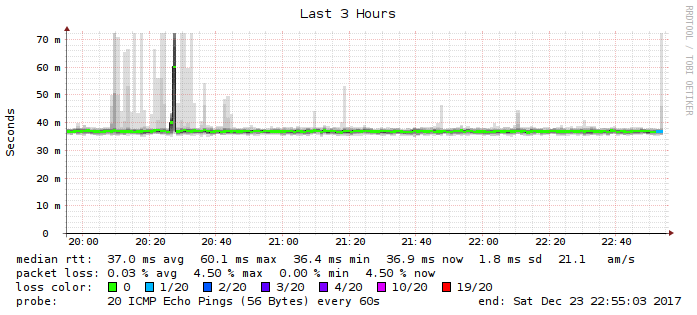 Last 3 Hours
RRDTOOL / TOBI OETIKER
Seconds
70 m
60 m
50 m
40 m
30 m
20 m
10 m
0
20:00 20:20 20:40 21:00 21:20 21:40 22:00 22:20 22:40
median rtt: 37.0 ms avg 60.1 ms max 36.4 ms min 36.9 ms now 1.8 ms sd 21.1 am/s
packet loss: 0.03 % avg 4.50 % max 0.00 % min 4.50 % now
loss color: 0 1/20 2/20 3/20 4/20 10/20 19/20
probe: 20 ICMP Echo Pings (56 Bytes) every 60s end: Sat Dec 23 22:55:03 2017